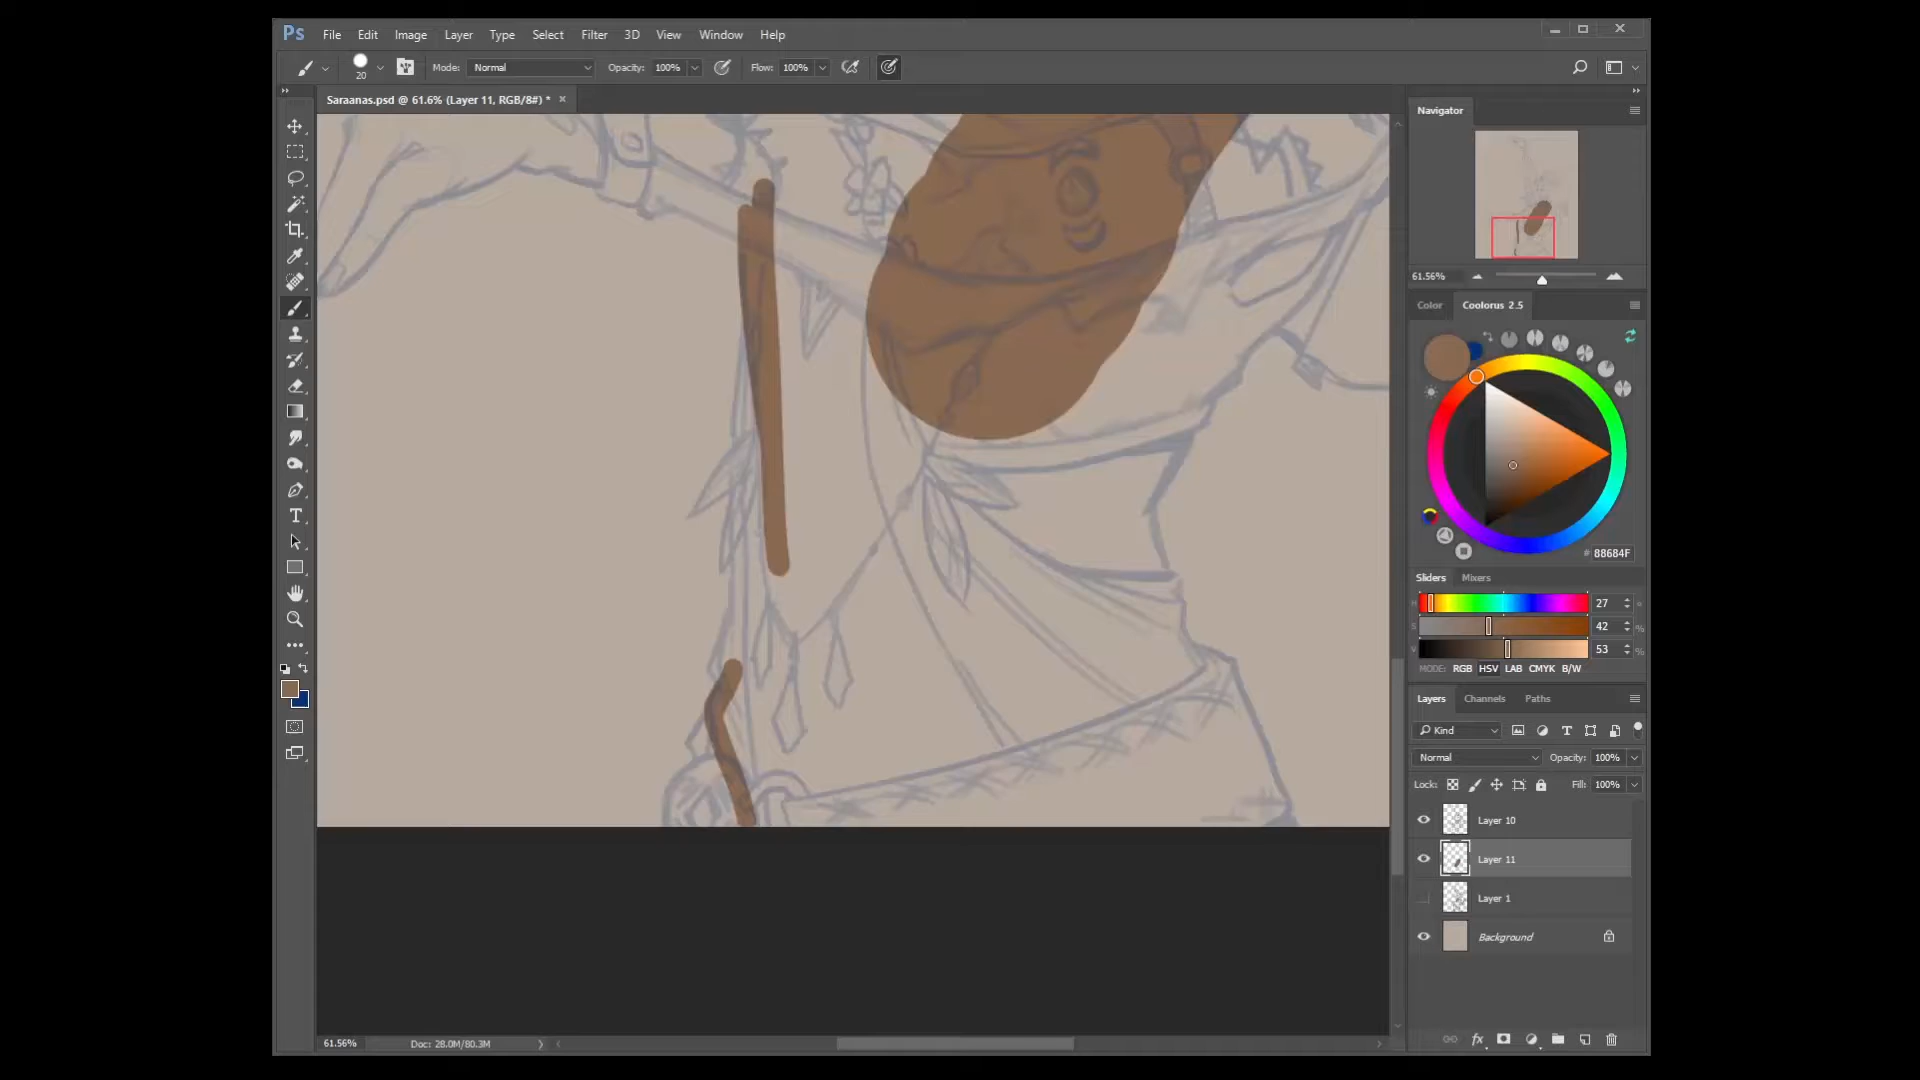 Ps File Edit Image Layer Type Select Filter 3D View Window Help
20 Mode: Normal Opacity: 100% Flow: 100%
Saraanas.psd @ 61.6% (Layer 11, RGB/8#) *
Navigator
61.56%
Color Coolorus 2.5
# 88684F
Sliders Mixers
H 27 °
S 42 %
V 53 %
MODE: RGB HSV LAB CMYK B/W
Layers Channels Paths
Kind
Normal Opacity: 100%
Lock: Fill: 100%
Layer 10
Layer 11
Layer 1
Background
fx
61.56% Doc: 28.0M/80.3M